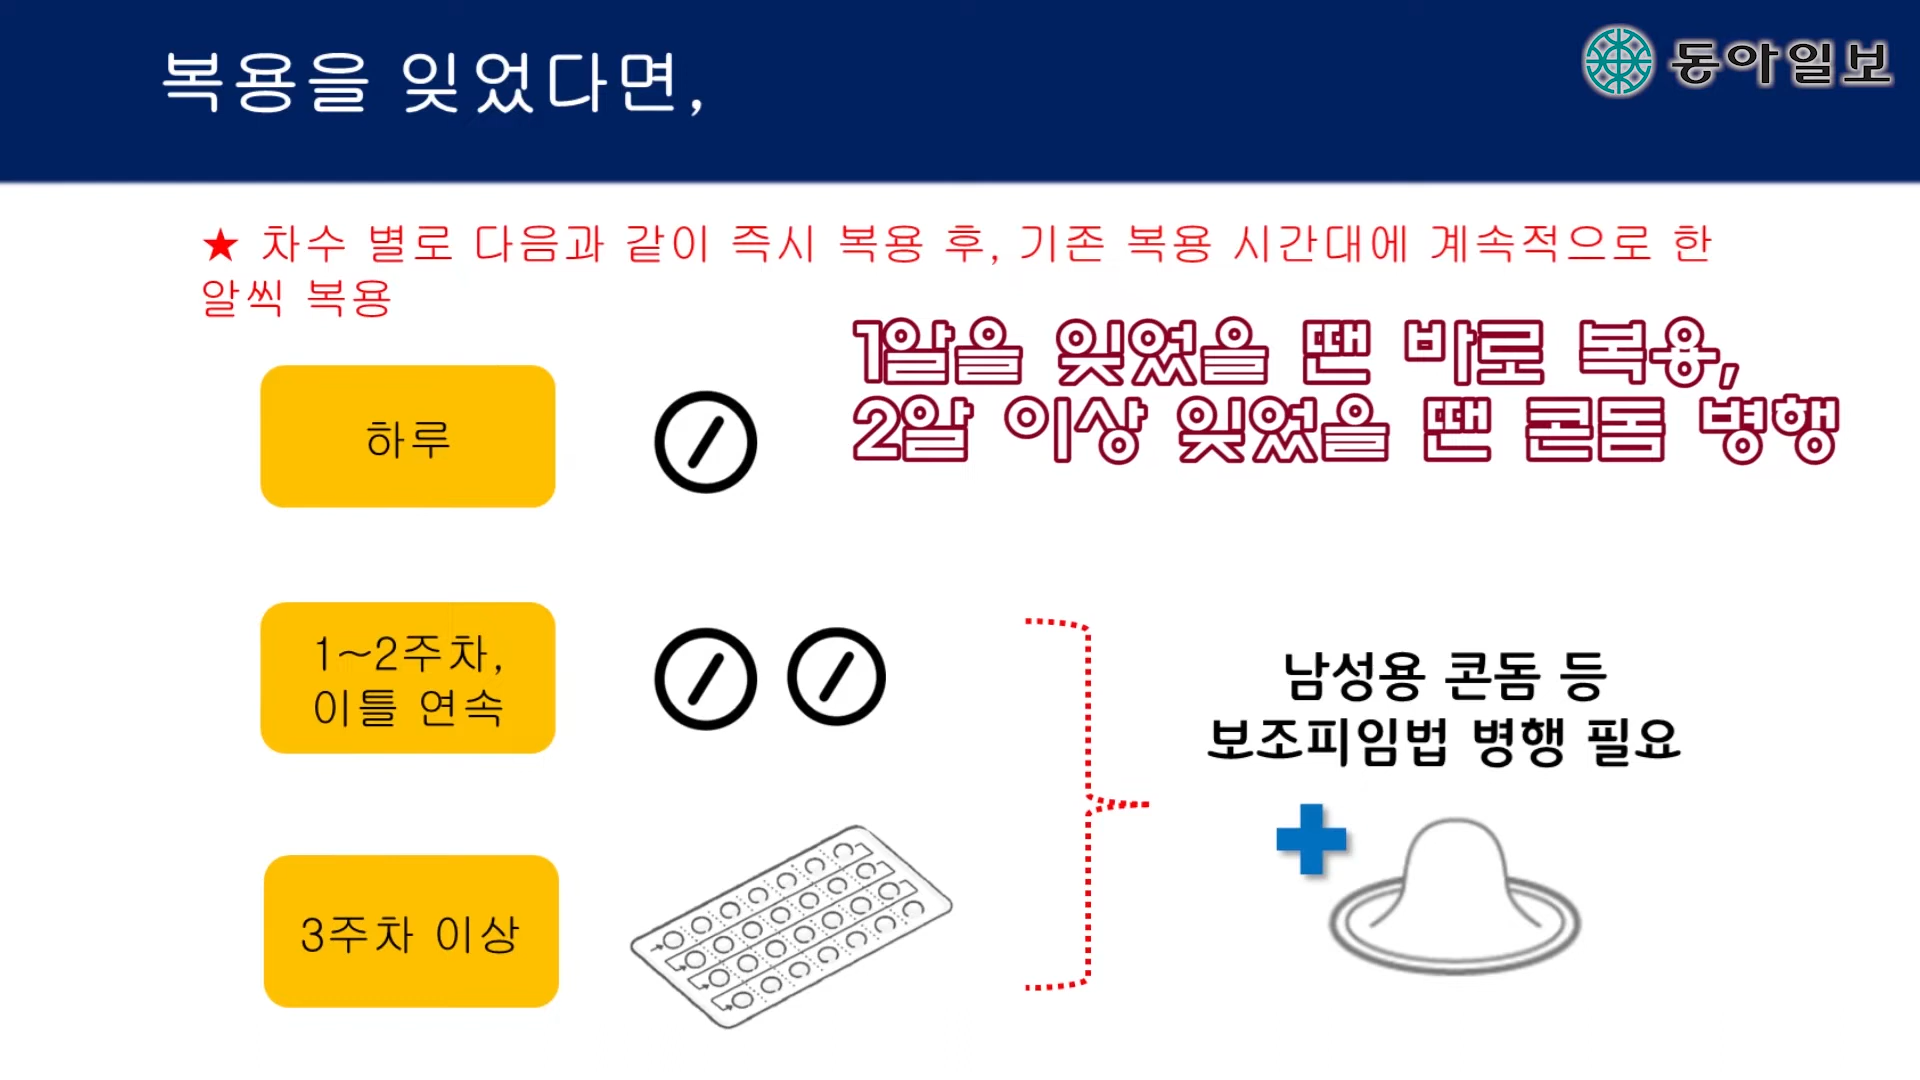 복용을 잊었다면,
동아일보
★ 차수 별로 다음과 같이 즉시 복용 후, 기존 복용 시간대에 계속적으로 한
알씩 복용
1알을 잊었을 땐 바로 복용,
2알 이상 잊었을 땐 콘돔 병행
하루
1~2주차,
이틀 연속
남성용 콘돔 등
보조피임법 병행 필요
3주차 이상